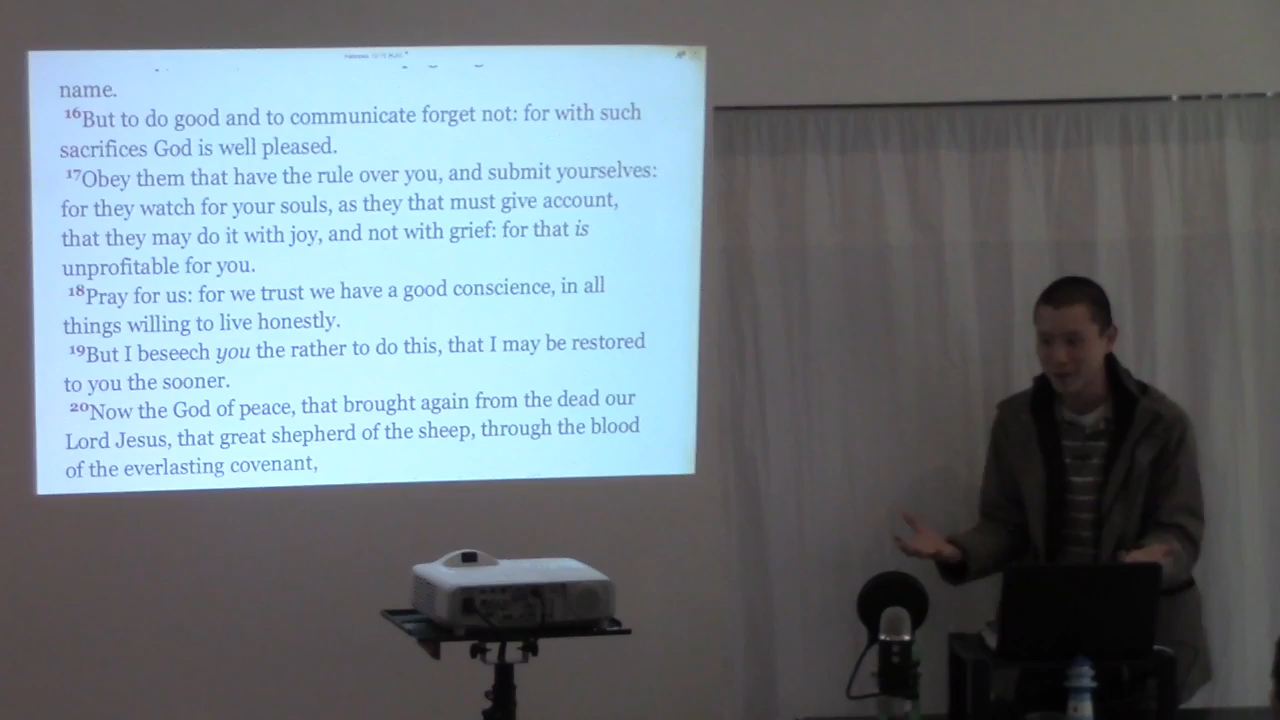 name.
16But to do good and to communicate forget not: for with such
sacrifices God is well pleased.
17Obey them that have the rule over you, and submit yourselves:
for they watch for your souls, as they that must give account,
that they may do it with joy, and not with grief: for that is
unprofitable for you.
18Pray for us: for we trust we have a good conscience, in all
things willing to live honestly.
19But I beseech you the rather to do this, that I may be restored
to you the sooner.
20Now the God of peace, that brought again from the dead our
Lord Jesus, that great shepherd of the sheep, through the blood
of the everlasting covenant,